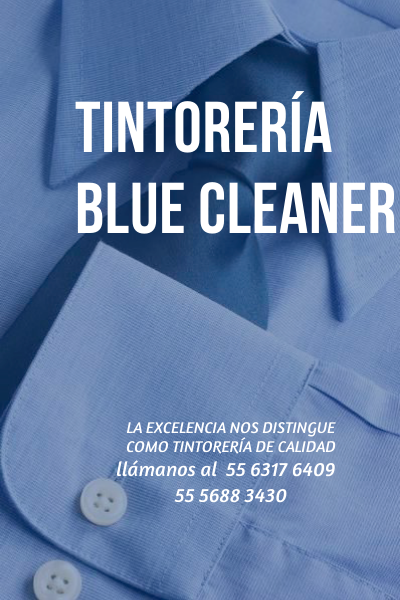 TINTORERÍA
BLUE CLEANER
LA EXCELENCIA NOS DISTINGUE
COMO TINTORERÍA DE CALIDAD
llámanos al 55 6317 6409
55 5688 3430